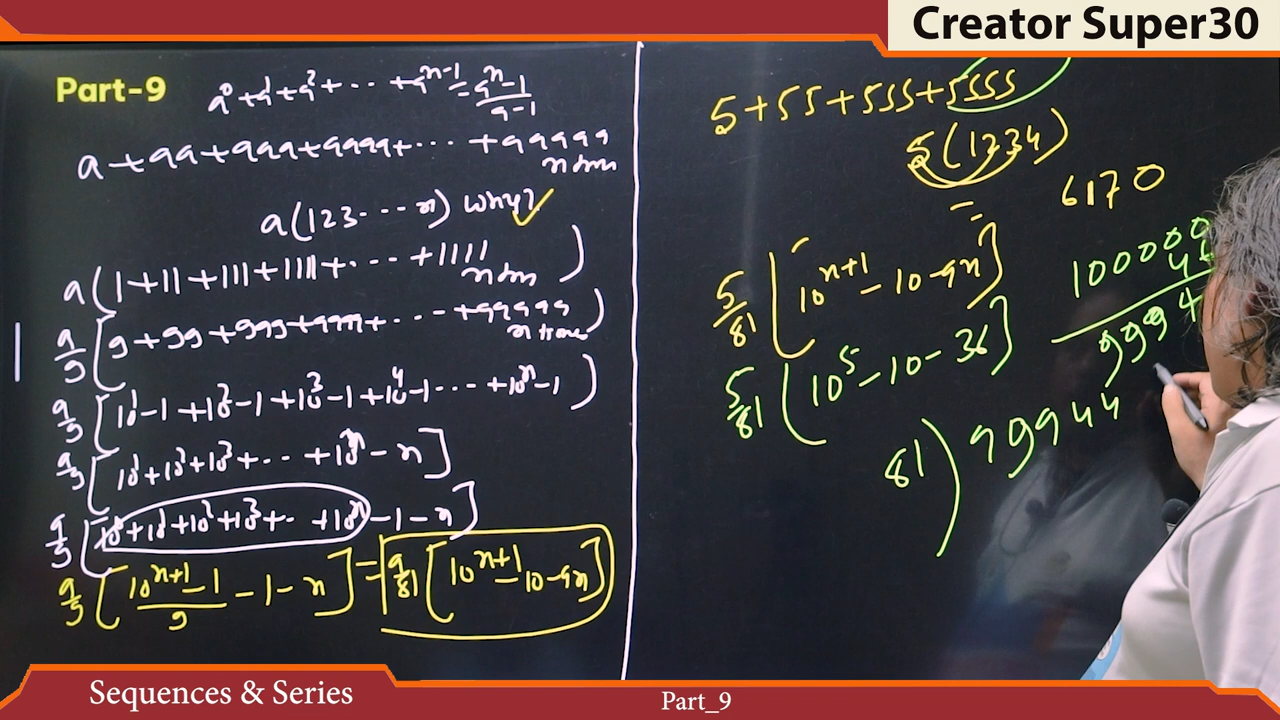 Creator Super30
Part-9
a⁰+a¹+a²+ ··· +aⁿ⁻¹ = aⁿ-1/a-1
a+aa+aaa+aaaa+ ··· +aaaaa
n
a(123 ··· n) why?
a(1+11+111+1111+ ··· +1111)
n
a/9[9+99+999+9999+ ··· +99999)
n times
a/9[10¹-1+10²-1+10³-1+10⁴-1 ··· +10ⁿ-1)
a/9[10¹+10²+10³+ ··· +10ⁿ-n]
a/9[10⁰+10¹+10²+10³+ ·· +10ⁿ-1-n]
a/9[10ⁿ⁺¹-1/9 -1-n] = a/81[10ⁿ⁺¹-10-9n]
5+55+555+5555
5(1234)
6170
5/81[10ⁿ⁺¹-10-9n]
5/81(10⁵-10-36]
100000
9994
81)99944
Sequences & Series
Part_9